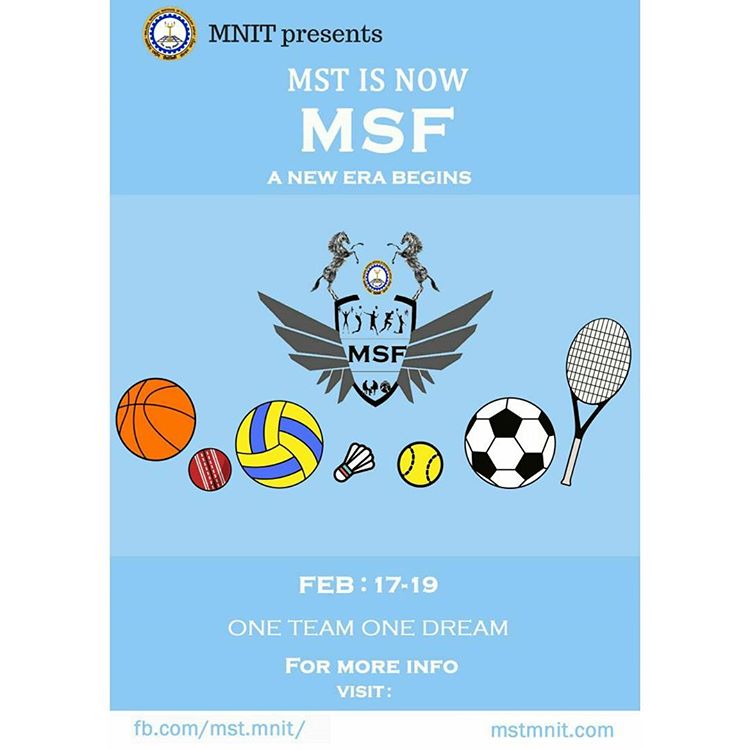 MNIT presents
MST IS NOW
MSF
A NEW ERA BEGINS
MSF
FEB : 17-19
ONE TEAM ONE DREAM
FOR MORE INFO
VISIT :
fb.com/mst.mnit/
mstmnit.com